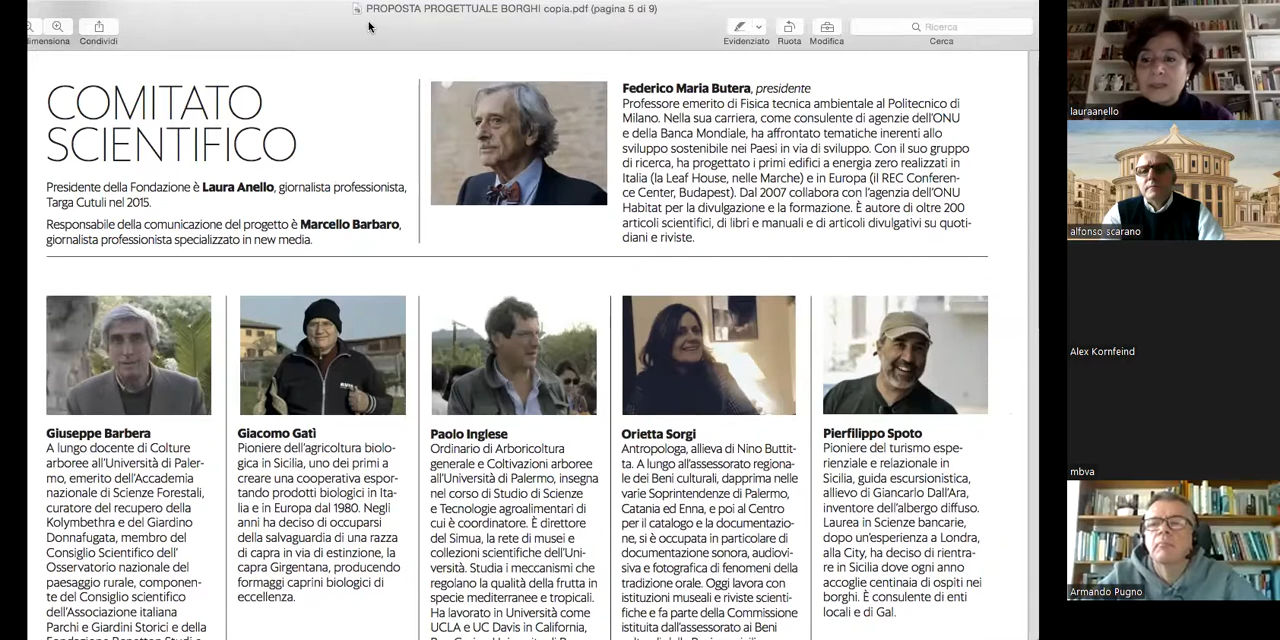 PROPOSTA PROGETTUALE BORGHI copia.pdf (pagina 5 di 9)
dimensiona
Condividi
Evidenziato
Ruota
Modifica
Ricerca
Cerca
COMITATO
SCIENTIFICO
Presidente della Fondazione è Laura Anello, giornalista professionista,
Targa Cutuli nel 2015.
Responsabile della comunicazione del progetto è Marcello Barbaro,
giornalista professionista specializzato in new media.
Federico Maria Butera, presidente
Professore emerito di Fisica tecnica ambientale al Politecnico di
Milano. Nella sua carriera, come consulente di agenzie dell'ONU
e della Banca Mondiale, ha affrontato tematiche inerenti allo
sviluppo sostenibile nei Paesi in via di sviluppo. Con il suo gruppo
di ricerca, ha progettato i primi edifici a energia zero realizzati in
Italia (la Leaf House, nelle Marche) e in Europa (il REC Conferen-
ce Center, Budapest). Dal 2007 collabora con l'agenzia dell'ONU
Habitat per la divulgazione e la formazione. È autore di oltre 200
articoli scientifici, di libri e manuali e di articoli divulgativi su quoti-
diani e riviste.
Giuseppe Barbera
A lungo docente di Colture
arboree all'Università di Paler-
mo, emerito dell'Accademia
nazionale di Scienze Forestali,
curatore del recupero della
Kolymbethra e del Giardino
Donnafugata, membro del
Consiglio Scientifico dell'
Osservatorio nazionale del
paesaggio rurale, componen-
te del Consiglio scientifico
dell'Associazione italiana
Parchi e Giardini Storici e della
Giacomo Gatì
Pioniere dell'agricoltura biolo-
gica in Sicilia, uno dei primi a
creare una cooperativa espor-
tando prodotti biologici in Ita-
lia e in Europa dal 1980. Negli
anni ha deciso di occuparsi
della salvaguardia di una razza
di capra in via di estinzione, la
capra Girgentana, producendo
formaggi caprini biologici di
eccellenza.
Paolo Inglese
Ordinario di Arboricoltura
generale e Coltivazioni arboree
all'Università di Palermo, insegna
nel corso di Studio di Scienze
e Tecnologie agroalimentari di
cui è coordinatore. È direttore
del Simua, la rete di musei e
collezioni scientifiche dell'Uni-
versità. Studia i meccanismi che
regolano la qualità della frutta in
specie mediterranee e tropicali.
Ha lavorato in Università come
UCLA e UC Davis in California,
Orietta Sorgi
Antropologa, allieva di Nino Buttit-
ta. A lungo all'assessorato regiona-
le dei Beni culturali, dapprima nelle
varie Soprintendenze di Palermo,
Catania ed Enna, e poi al Centro
per il catalogo e la documentazio-
ne, si è occupata in particolare di
documentazione sonora, audiovi-
siva e fotografica di fenomeni della
tradizione orale. Oggi lavora con
istituzioni museali e riviste scienti-
fiche e fa parte della Commissione
istituita dall'assessorato ai Beni
Pierfilippo Spoto
Pioniere del turismo espe-
rienziale e relazionale in
Sicilia, guida escursionistica,
allievo di Giancarlo Dall'Ara,
inventore dell'albergo diffuso.
Laurea in Scienze bancarie,
dopo un'esperienza a Londra,
alla City, ha deciso di rientra-
re in Sicilia dove ogni anno
accoglie centinaia di ospiti nei
borghi. È consulente di enti
locali e di Gal.
lauraanello
alfonso scarano
Alex Kornfeind
mbva
Armando Pugno